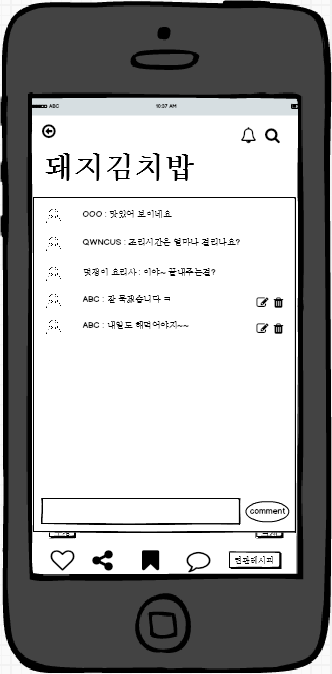 ABC 10:37 AM
돼지김치밥
OOO : 맛있어 보이네요
QWNCUS : 조리시간은 얼마나 걸리나요?
멋쟁이 요리사 : 이야~ 끝내주는걸?
ABC : 잘 먹겠습니다 ㅋ
ABC : 내일도 해먹어야지~~
comment
연관레시피